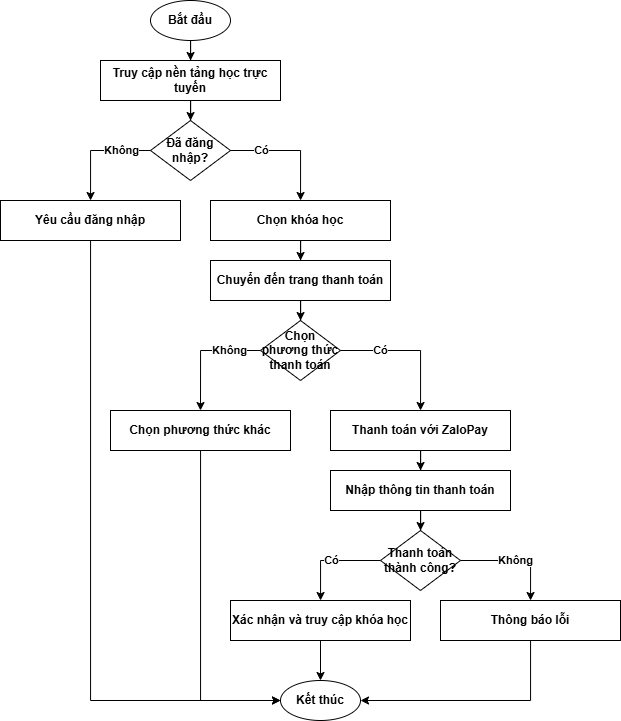 Bắt đầu
Truy cập nền tảng học trực
tuyến
Đã đăng
nhập?
Không
Có
Yêu cầu đăng nhập
Chọn khóa học
Chuyển đến trang thanh toán
Chọn
phương thức
thanh toán
Không
Có
Chọn phương thức khác
Thanh toán với ZaloPay
Nhập thông tin thanh toán
Thanh toán
thành công?
Có
Không
Xác nhận và truy cập khóa học
Thông báo lỗi
Kết thúc